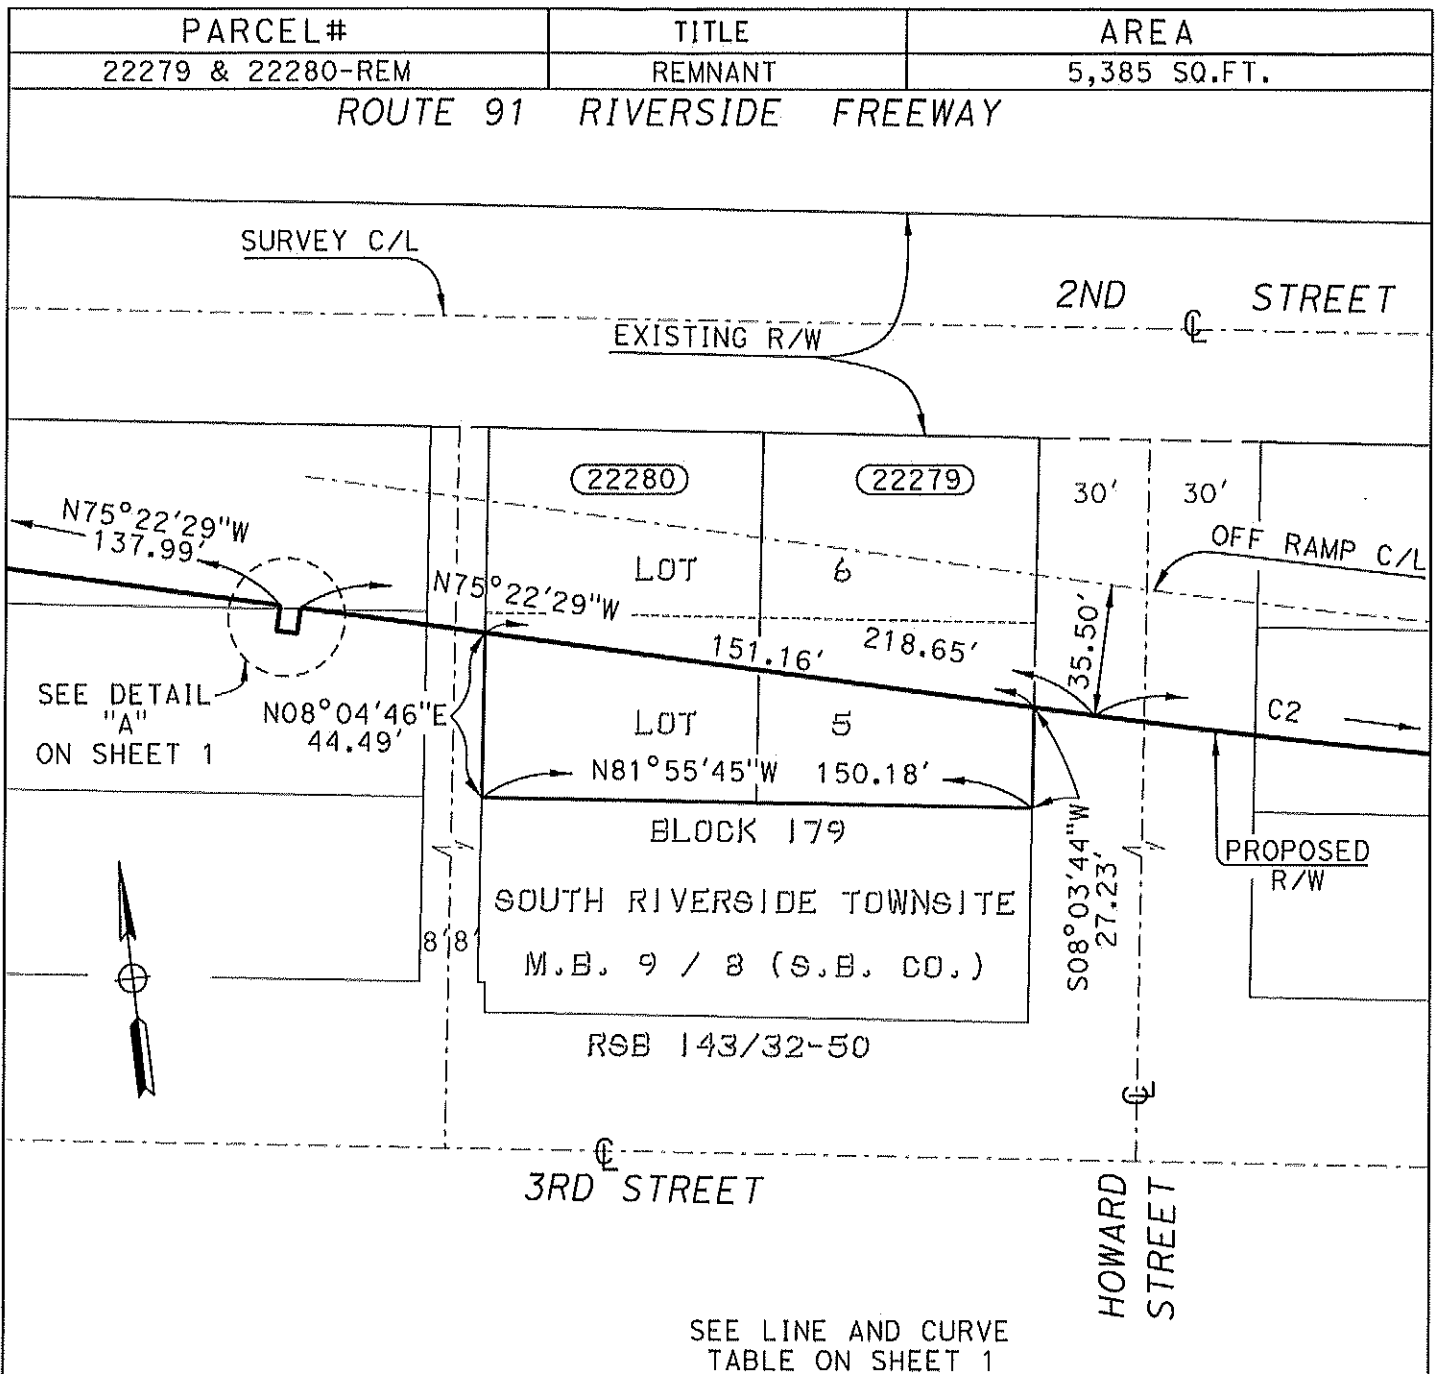 PARCEL# TITLE AREA
22279 & 22280-REM REMNANT 5,385 SQ.FT.
ROUTE 91 RIVERSIDE FREEWAY
SURVEY C/L
2ND STREET
℄
EXISTING R/W
22280 22279
30' 30'
N75°22'29"W
137.99'
OFF RAMP C/L
LOT 6
N75°22'29"W
151.16' 218.65'
35.50'
SEE DETAIL
"A"
ON SHEET 1
N08°04'46"E
44.49'
LOT 5
C2
N81°55'45"W 150.18'
BLOCK 179
S08°03'44"W
27.23'
PROPOSED
R/W
SOUTH RIVERSIDE TOWNSITE
8' 8'
M.B. 9 / 8 (S.B. CO.)
RSB 143/32-50
℄
℄
3RD STREET
HOWARD
STREET
SEE LINE AND CURVE
TABLE ON SHEET 1